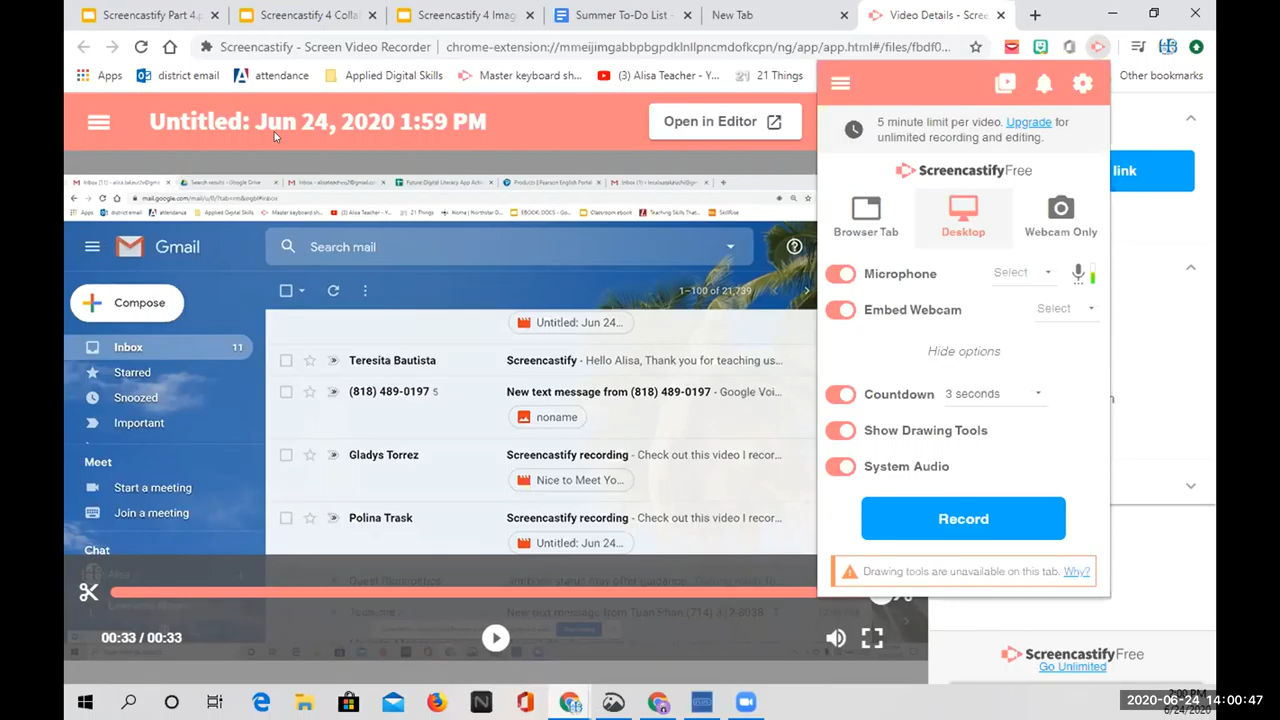 Screencastify Part 4.p
Screencastify 4 Colla
Screencastify 4 Imag
Summer To-Do List -
New Tab
Video Details - Scree
Screencastify - Screen Video Recorder
chrome-extension://mmeijimgabbpbgpdklnllpncmdofkcpn/ng/app/app.html#/files/fbdf0...
Apps
district email
attendance
Applied Digital Skills
Master keyboard sh...
(3) Alisa Teacher - Y...
21 Things
Other bookmarks
Untitled: Jun 24, 2020 1:59 PM
Open in Editor
5 minute limit per video. Upgrade for
unlimited recording and editing.
ScreencastifyFree
Browser Tab
Desktop
Webcam Only
Microphone
Select
Embed Webcam
Select
Hide options
Countdown
3 seconds
Show Drawing Tools
System Audio
Record
Drawing tools are unavailable on this tab. Why?
link
Gmail
Search mail
Compose
1–100 of 21,739
Inbox
11
Starred
Snoozed
Important
Meet
Start a meeting
Join a meeting
Chat
Untitled: Jun 24...
Teresita Bautista
Screencastify - Hello Alisa, Thank you for teaching us...
(818) 489-0197 5
New text message from (818) 489-0197 - Google Voi...
noname
Gladys Torrez
Screencastify recording - Check out this video I recor...
Nice to Meet Yo...
Polina Trask
Screencastify recording - Check out this video I recor...
Untitled: Jun 24...
00:33 / 00:33
ScreencastifyFree
Go Unlimited
2020-06-24 14:00:47
6/24/2020